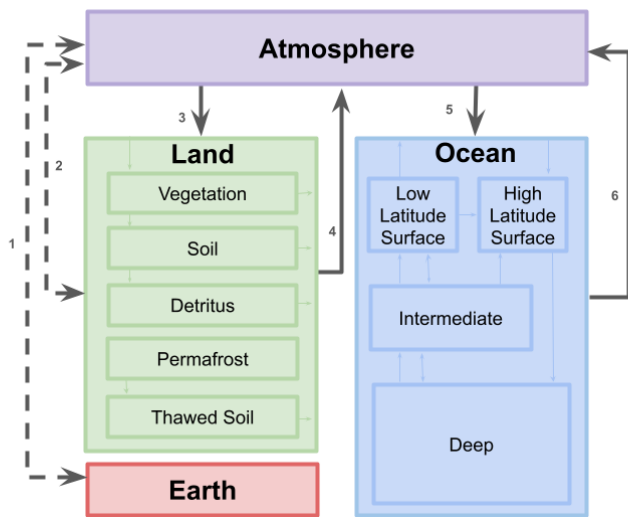 Atmosphere
3
5
2
1
4
6
Land
Vegetation
Soil
Detritus
Permafrost
Thawed Soil
Earth
Ocean
Low
Latitude
Surface
High
Latitude
Surface
Intermediate
Deep